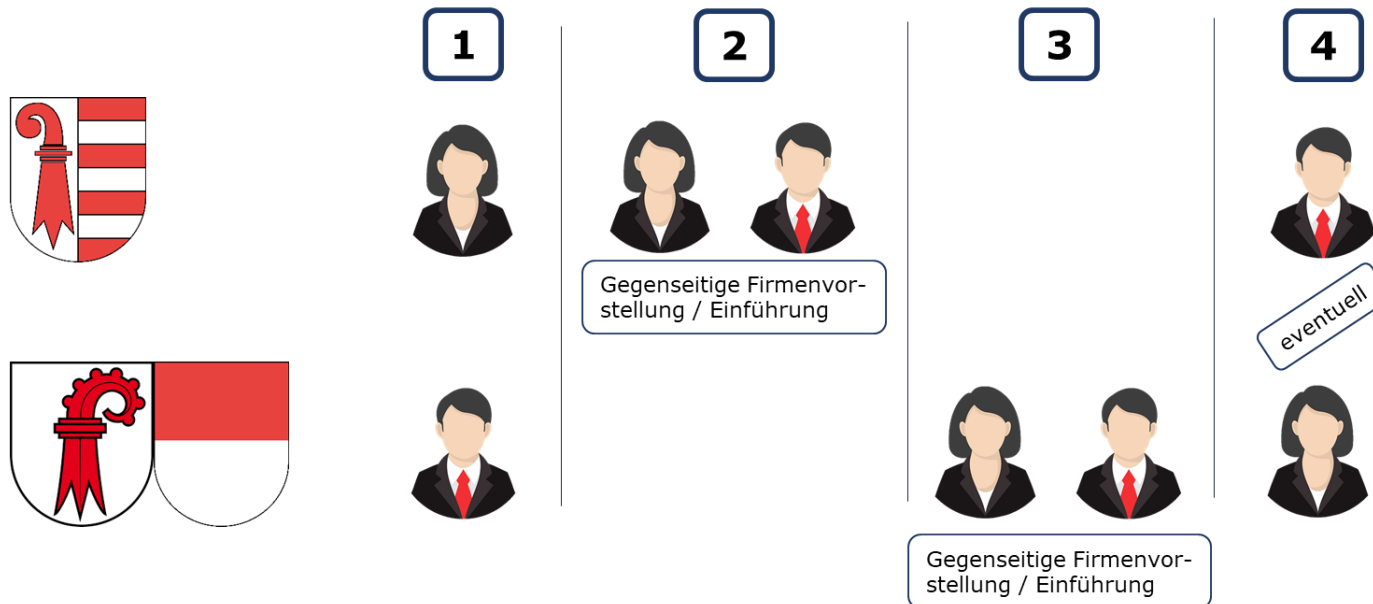 1
2
3
4
Gegenseitige Firmenvor-
stellung / Einführung
eventuell
Gegenseitige Firmenvor-
stellung / Einführung